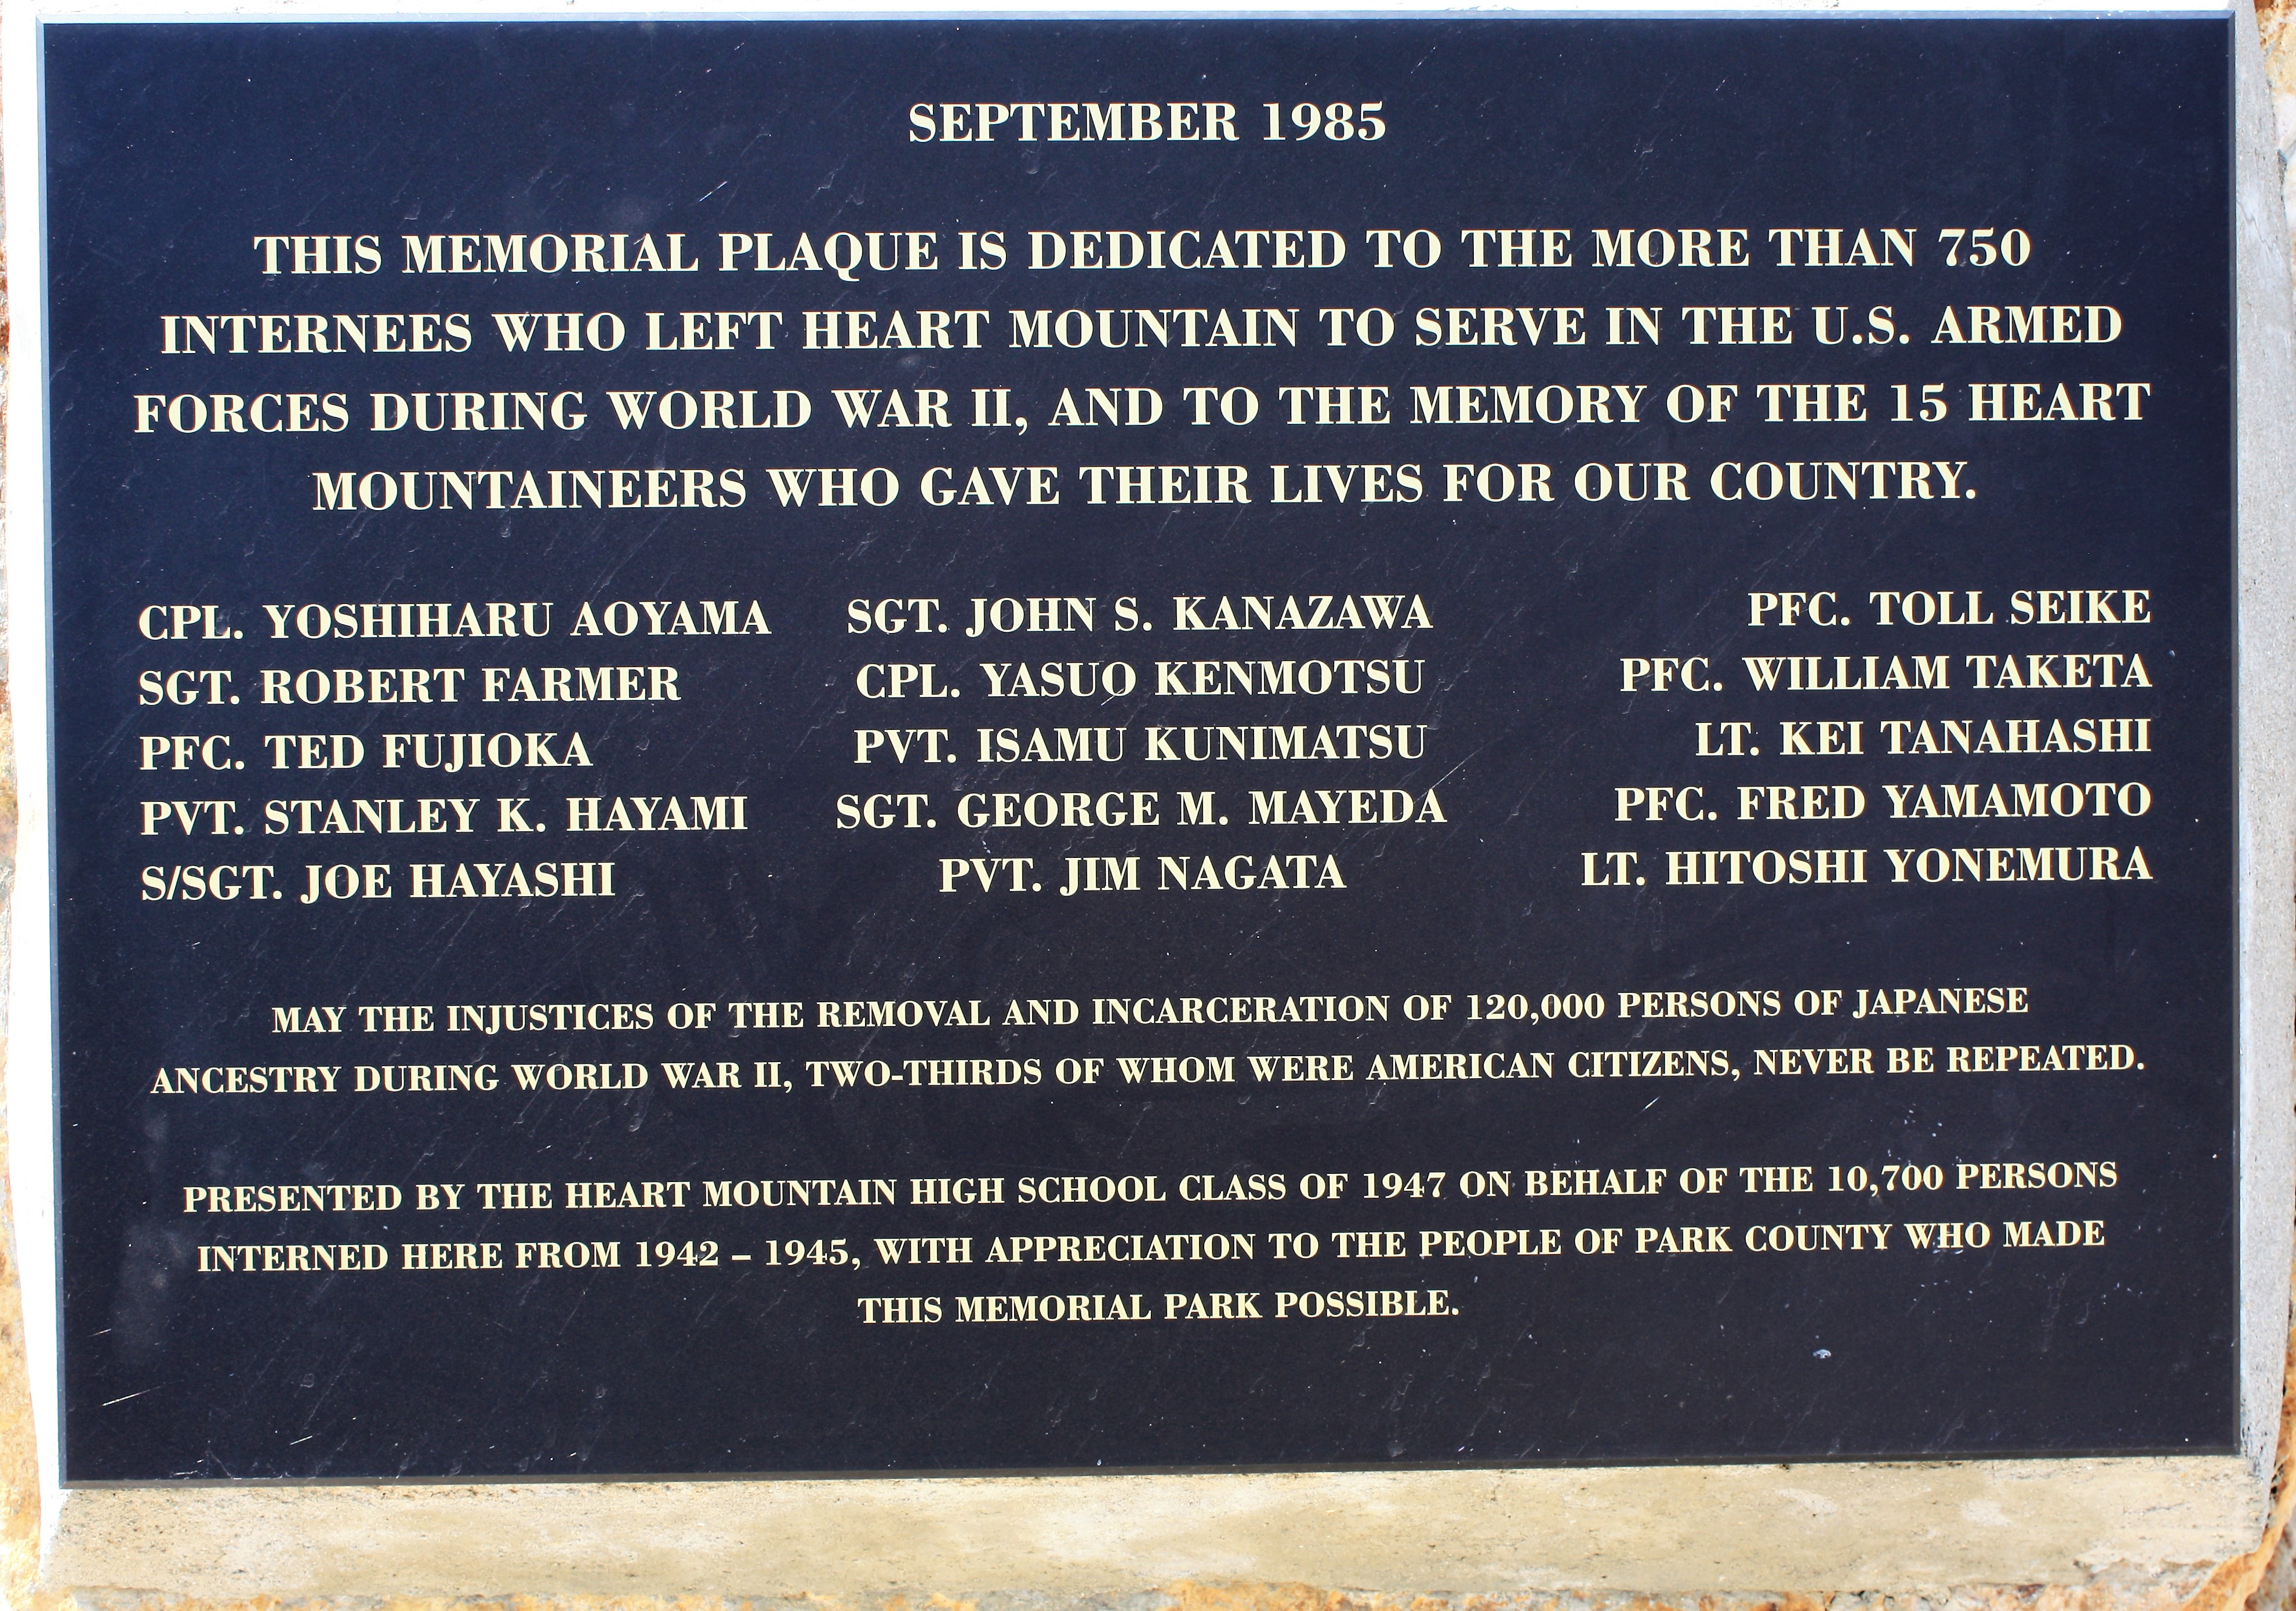 SEPTEMBER 1985
THIS MEMORIAL PLAQUE IS DEDICATED TO THE MORE THAN 750
INTERNEES WHO LEFT HEART MOUNTAIN TO SERVE IN THE U.S. ARMED
FORCES DURING WORLD WAR II, AND TO THE MEMORY OF THE 15 HEART
MOUNTAINEERS WHO GAVE THEIR LIVES FOR OUR COUNTRY.
CPL. YOSHIHARU AOYAMA
SGT. ROBERT FARMER
PFC. TED FUJIOKA
PVT. STANLEY K. HAYAMI
S/SGT. JOE HAYASHI
SGT. JOHN S. KANAZAWA
CPL. YASUO KENMOTSU
PVT. ISAMU KUNIMATSU
SGT. GEORGE M. MAYEDA
PVT. JIM NAGATA
PFC. TOLL SEIKE
PFC. WILLIAM TAKETA
LT. KEI TANAHASHI
PFC. FRED YAMAMOTO
LT. HITOSHI YONEMURA
MAY THE INJUSTICES OF THE REMOVAL AND INCARCERATION OF 120,000 PERSONS OF JAPANESE
ANCESTRY DURING WORLD WAR II, TWO-THIRDS OF WHOM WERE AMERICAN CITIZENS, NEVER BE REPEATED.
PRESENTED BY THE HEART MOUNTAIN HIGH SCHOOL CLASS OF 1947 ON BEHALF OF THE 10,700 PERSONS
INTERNED HERE FROM 1942 – 1945, WITH APPRECIATION TO THE PEOPLE OF PARK COUNTY WHO MADE
THIS MEMORIAL PARK POSSIBLE.